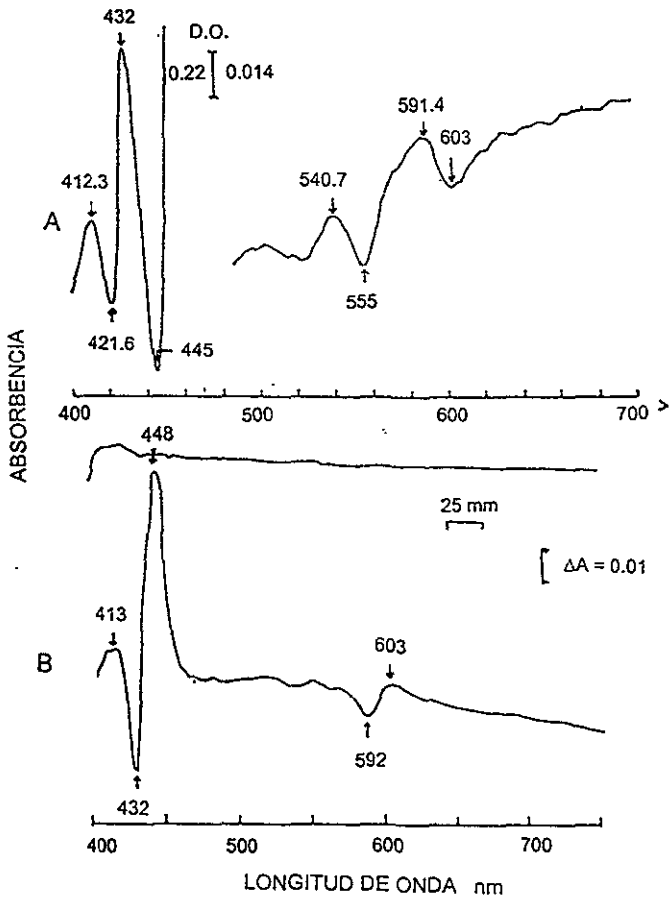 432
D.O.
0.22 0.014
591.4
603
540.7
412.3
A
555
421.6
445
ABSORBENCIA
400 500 600 700 >
448
25 mm
ΔA = 0.01
413
603
B
592
432
400 500 600 700
LONGITUD DE ONDA nm